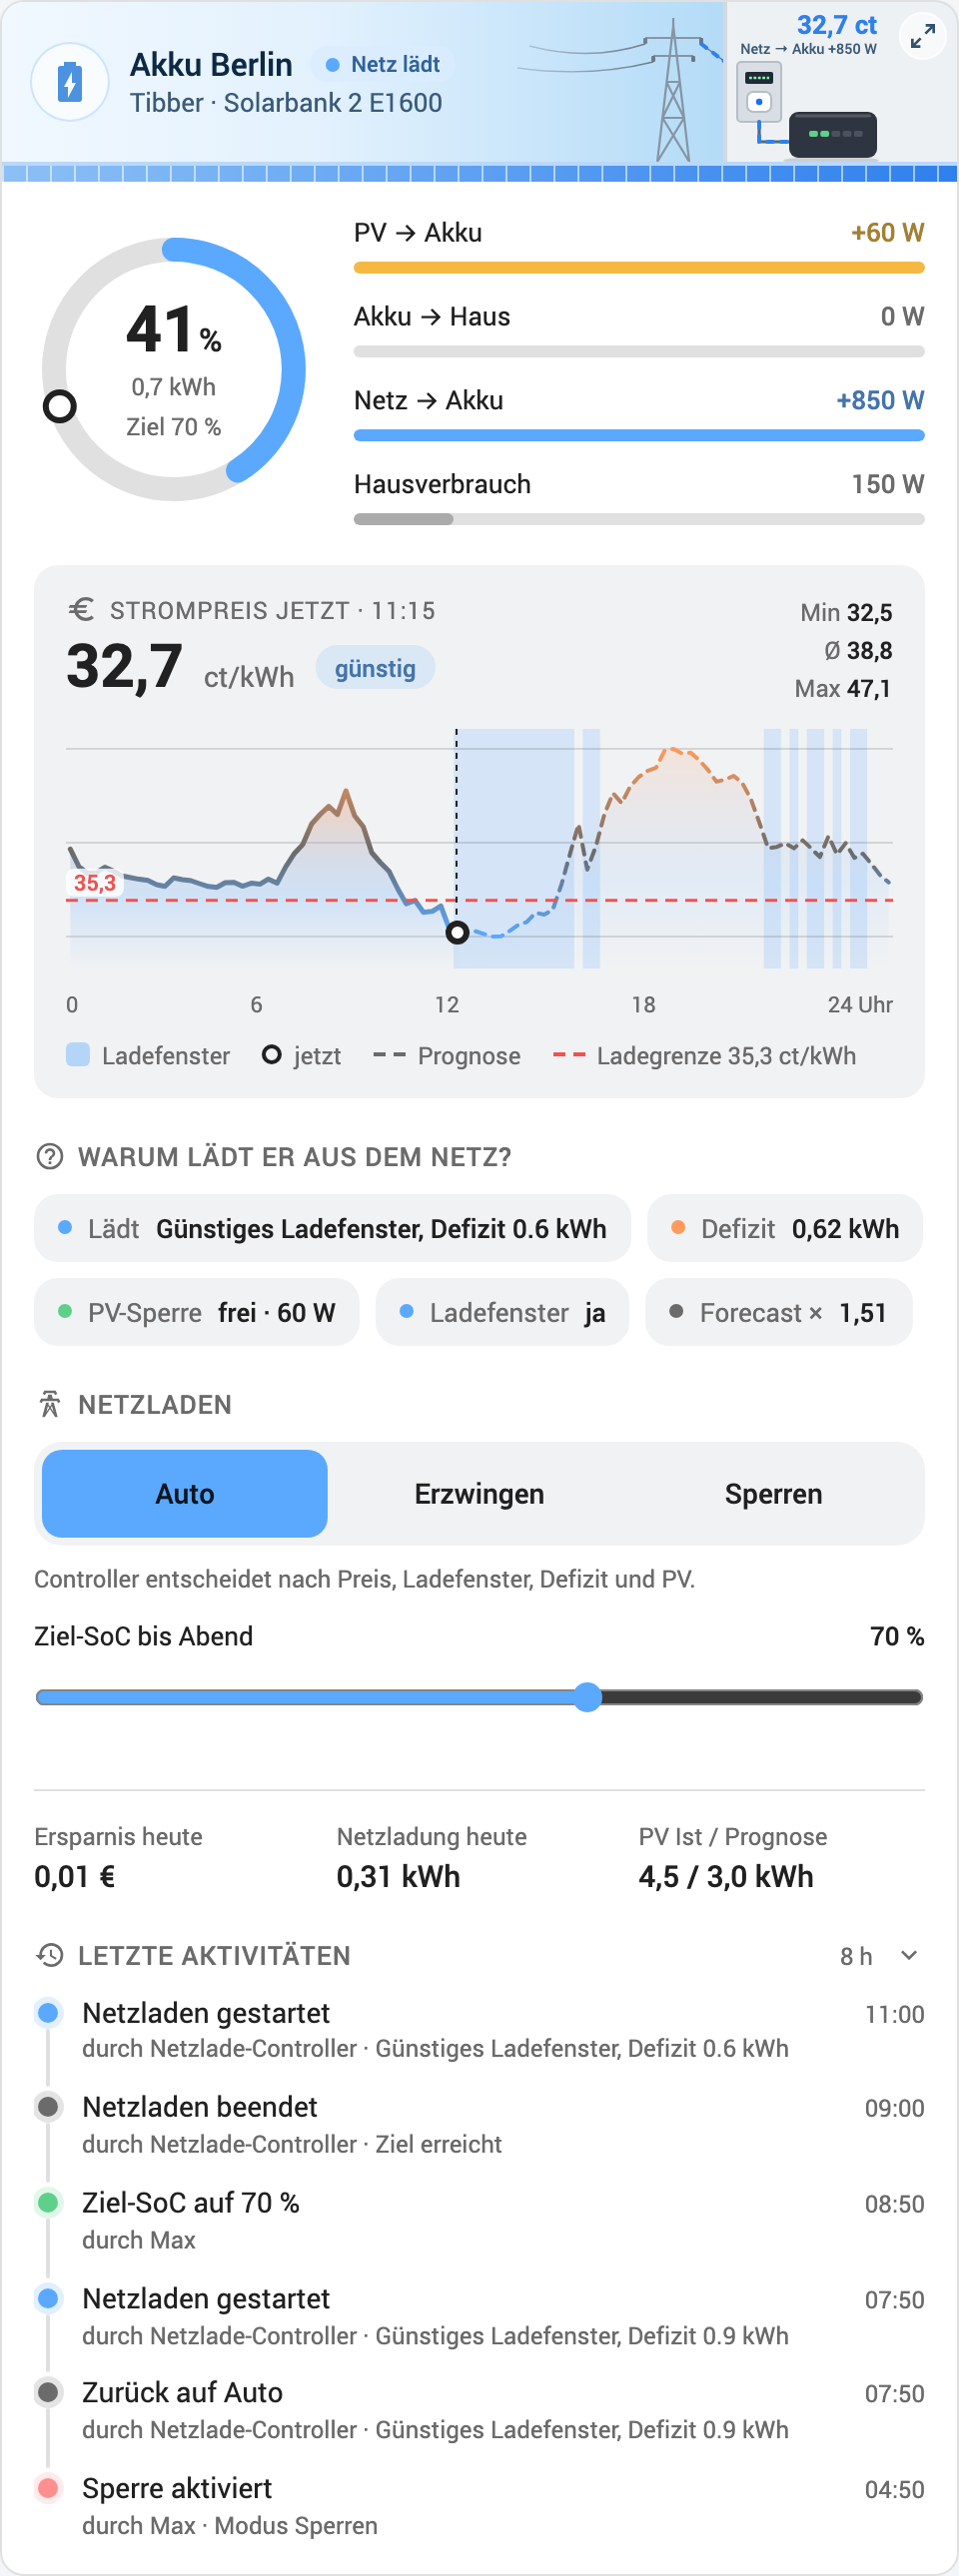 Akku Berlin
Netz lädt
Tibber · Solarbank 2 E1600
32,7 ct
Netz → Akku +850 W
41%
0,7 kWh
Ziel 70 %
PV → Akku +60 W
Akku → Haus 0 W
Netz → Akku +850 W
Hausverbrauch 150 W
STROMPREIS JETZT · 11:15
32,7 ct/kWh günstig
Min 32,5
Ø 38,8
Max 47,1
35,3
0 6 12 18 24 Uhr
Ladefenster jetzt Prognose Ladegrenze 35,3 ct/kWh
WARUM LÄDT ER AUS DEM NETZ?
Lädt Günstiges Ladefenster, Defizit 0.6 kWh
Defizit 0,62 kWh
PV-Sperre frei · 60 W
Ladefenster ja
Forecast × 1,51
NETZLADEN
Auto Erzwingen Sperren
Controller entscheidet nach Preis, Ladefenster, Defizit und PV.
Ziel-SoC bis Abend 70 %
Ersparnis heute Netzladung heute PV Ist / Prognose
0,01 € 0,31 kWh 4,5 / 3,0 kWh
LETZTE AKTIVITÄTEN 8 h
Netzladen gestartet 11:00
durch Netzlade-Controller · Günstiges Ladefenster, Defizit 0.6 kWh
Netzladen beendet 09:00
durch Netzlade-Controller · Ziel erreicht
Ziel-SoC auf 70 % 08:50
durch Max
Netzladen gestartet 07:50
durch Netzlade-Controller · Günstiges Ladefenster, Defizit 0.9 kWh
Zurück auf Auto 07:50
durch Netzlade-Controller · Günstiges Ladefenster, Defizit 0.9 kWh
Sperre aktiviert 04:50
durch Max · Modus Sperren